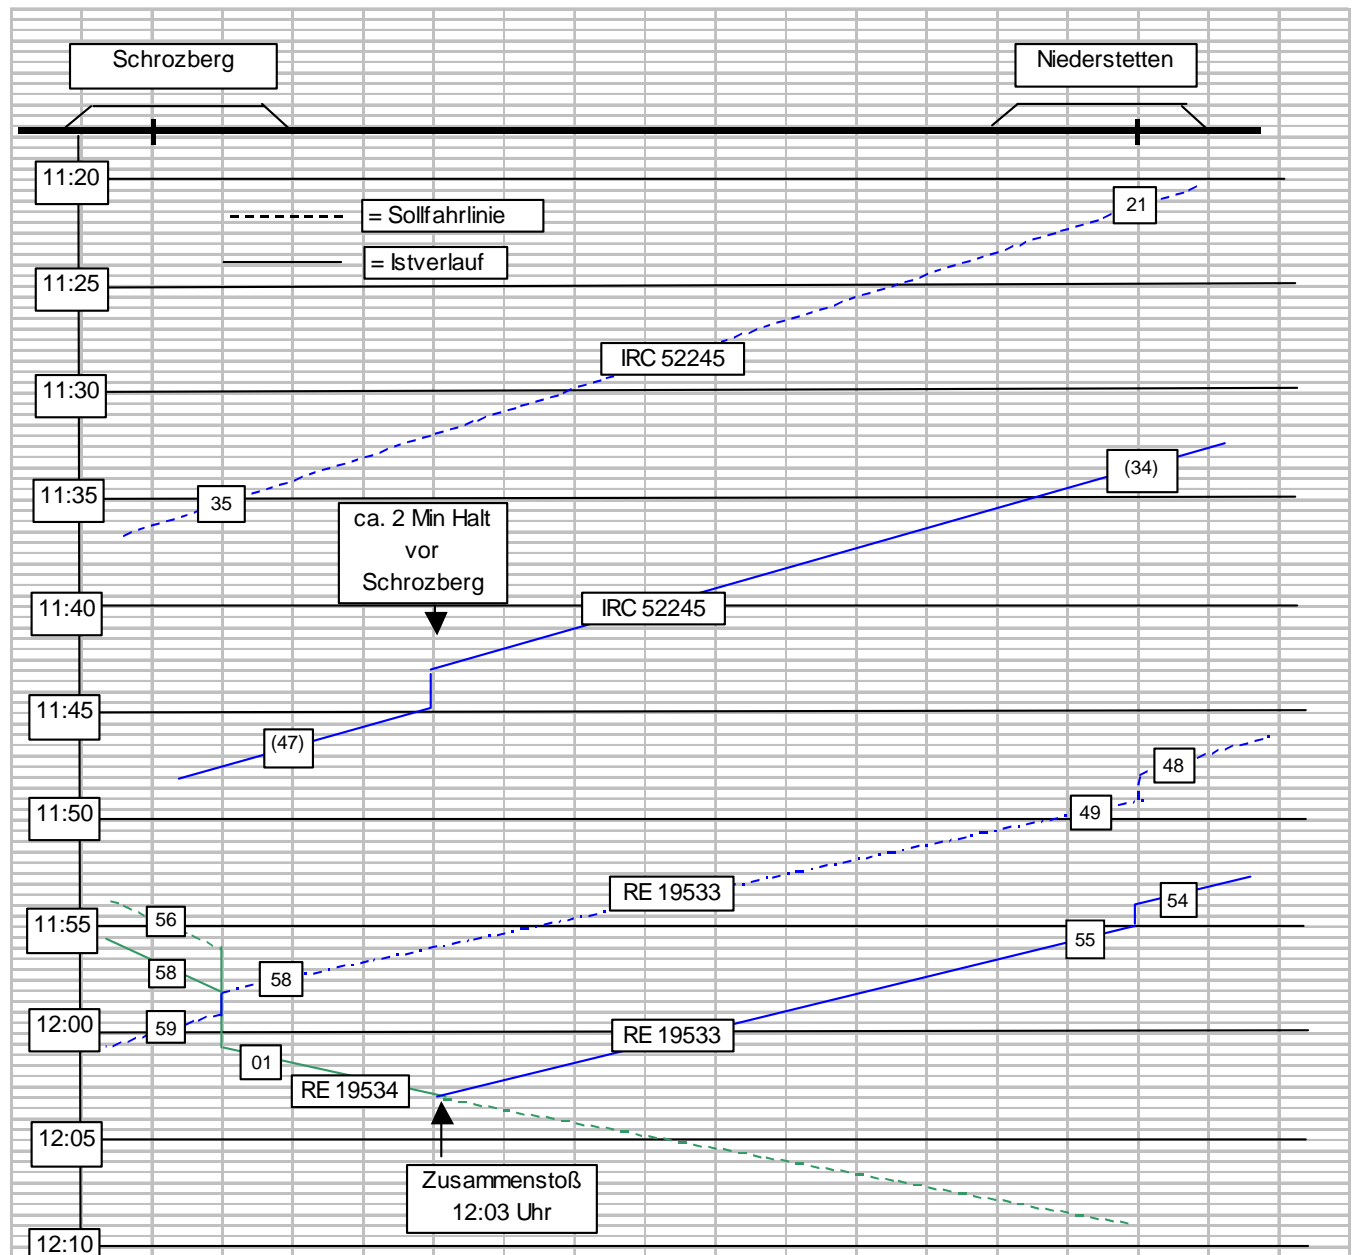 Schrozberg
Niederstetten
11:20
21
= Sollfahrlinie
= Istverlauf
11:25
IRC 52245
11:30
(34)
11:35
35
ca. 2 Min Halt
vor
Schrozberg
11:40
IRC 52245
11:45
(47)
48
11:50
49
RE 19533
54
56
11:55
55
58
58
12:00
59
RE 19533
01
RE 19534
12:05
Zusammenstoß
12:03 Uhr
12:10